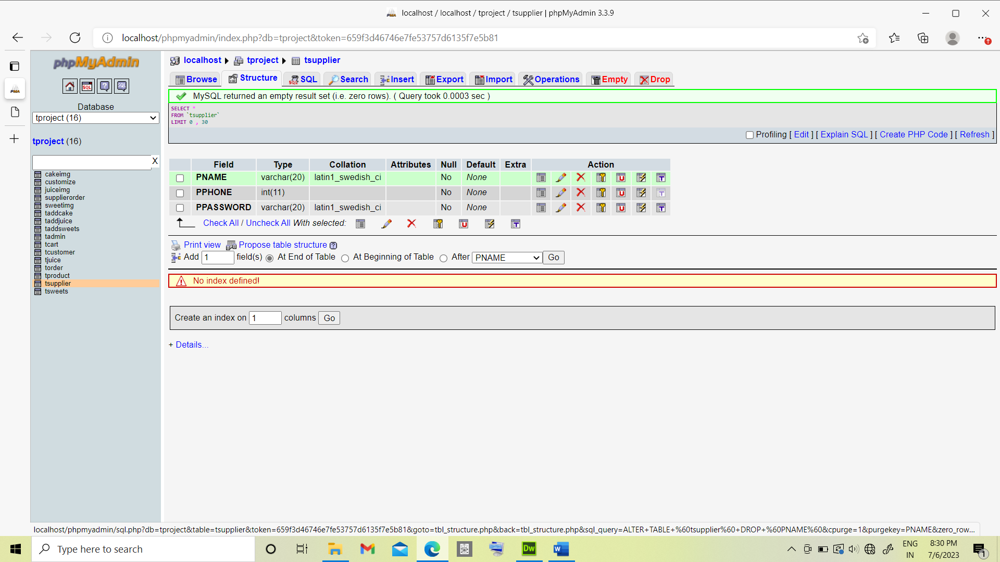 localhost / localhost / tproject / tsupplier | phpMyAdmin 3.3.9
localhost/phpmyadmin/index.php?db=tproject&token=659f3d46746e7fe53757d6135f7e5b81
phpMyAdmin
Database
tproject (16)
tproject (16)
X
cakeimg
customize
juiceimg
supplierorder
sweetimg
taddcake
taddjuice
taddsweets
tadmin
tcart
tcustomer
tjuice
torder
tproduct
tsupplier
tsweets
localhost ▶ tproject ▶ tsupplier
Browse Structure SQL Search Insert Export Import Operations Empty Drop
MySQL returned an empty result set (i.e. zero rows). ( Query took 0.0003 sec )
SELECT *
FROM `tsupplier`
LIMIT 0 , 30
Profiling [ Edit ] [ Explain SQL ] [ Create PHP Code ] [ Refresh ]
Field Type Collation Attributes Null Default Extra Action
PNAME varchar(20) latin1_swedish_ci No None
PPHONE int(11) No None
PPASSWORD varchar(20) latin1_swedish_ci No None
Check All / Uncheck All With selected:
Print view Propose table structure
Add 1 field(s) At End of Table At Beginning of Table After PNAME Go
No index defined!
Create an index on 1 columns Go
+ Details...
localhost/phpmyadmin/sql.php?db=tproject&table=tsupplier&token=659f3d46746e7fe53757d6135f7e5b81&goto=tbl_structure.php&back=tbl_structure.php&sql_query=ALTER+TABLE+%60tsupplier%60+DROP+%60PNAME%60&cpurge=1&purgekey=PNAME&zero_row...
Type here to search
ENG
IN
8:30 PM
7/6/2023
1